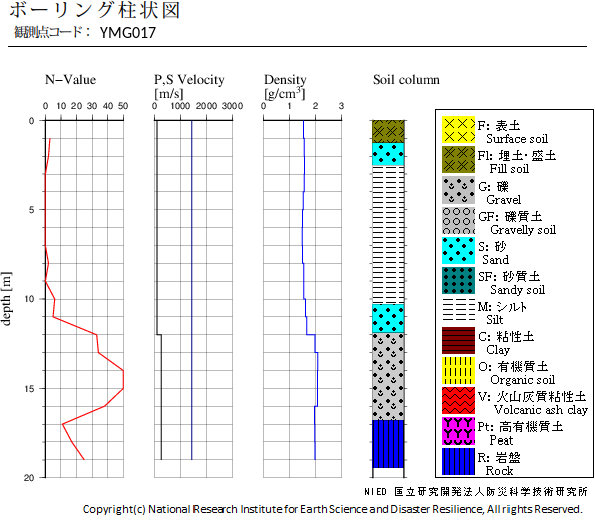 ボーリング柱状図
観測点コード： YMG017
N−Value
P,S Velocity
[m/s]
Density
[g/cm3]
Soil column
0 10 20 30 40 50
0 1000 2000 3000
0 1 2 3
0
5
10
15
20
depth [m]
F: 表土
Surface soil
Fl: 埋土・盛土
Fill soil
G: 礫
Gravel
GF: 礫質土
Gravelly soil
S: 砂
Sand
SF: 砂質土
Sandy soil
M: シルト
Silt
C: 粘性土
Clay
O: 有機質土
Organic soil
V: 火山灰質粘性土
Volcanic ash clay
Pt: 高有機質土
Peat
R: 岩盤
Rock
NIED 国立研究開発法人防災科学技術研究所
Copyright(c) National Research Institute for Earth Science and Disaster Resilience, All rights Reserved.